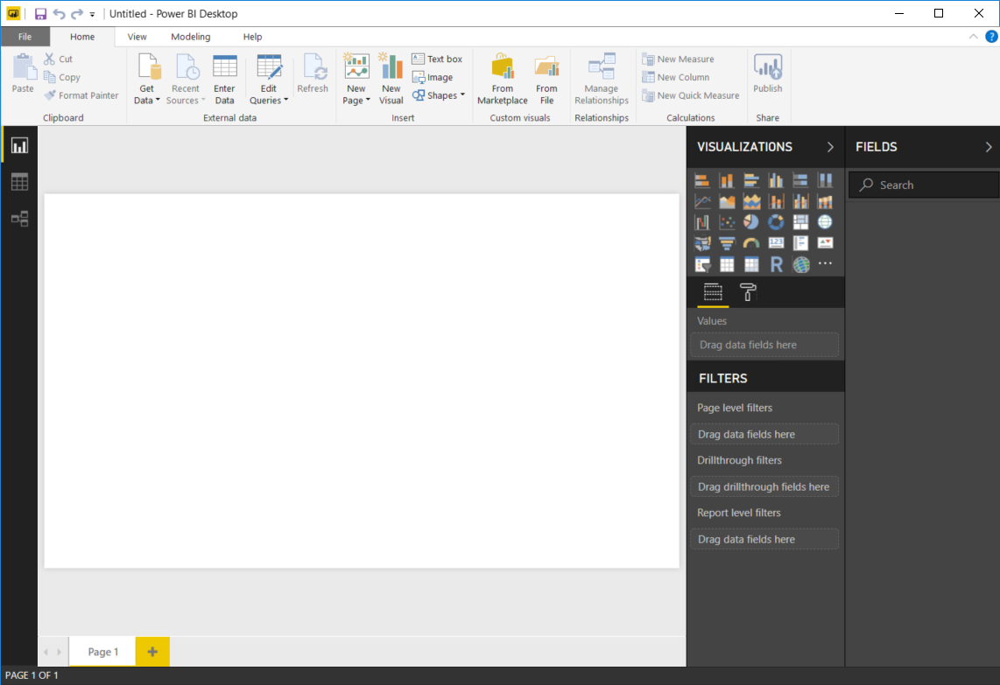 Untitled - Power BI Desktop
File Home View Modeling Help
?
Paste
Cut
Copy
Format Painter
Clipboard
Get Data
Recent Sources
Enter Data
Edit Queries
Refresh
External data
New Page
New Visual
Text box
Image
Shapes
Insert
From Marketplace
From File
Custom visuals
Manage Relationships
Relationships
New Measure
New Column
New Quick Measure
Calculations
Publish
Share
VISUALIZATIONS
123
R
Values
Drag data fields here
FILTERS
Page level filters
Drag data fields here
Drillthrough filters
Drag drillthrough fields here
Report level filters
Drag data fields here
FIELDS
Search
Page 1
PAGE 1 OF 1